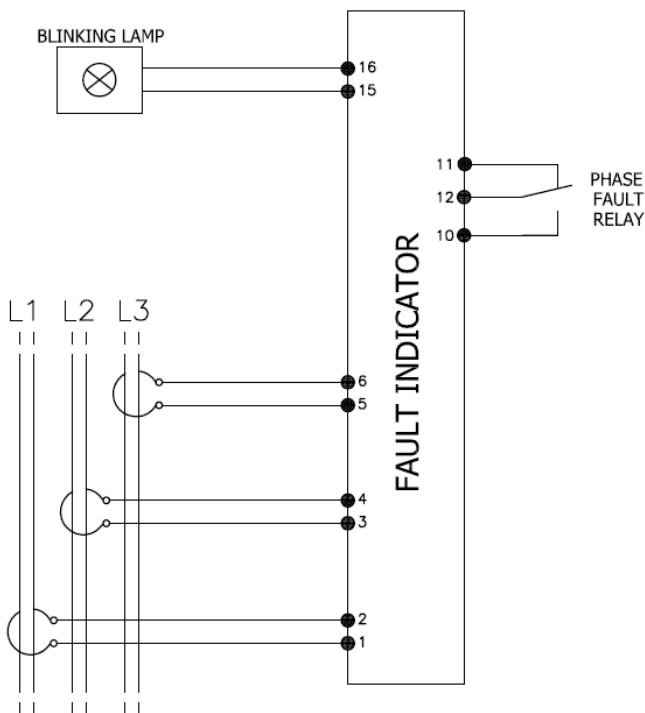 BLINKING LAMP
16
15
11
12
10
PHASE
FAULT
RELAY
FAULT INDICATOR
L1 L2 L3
6
5
4
3
2
1